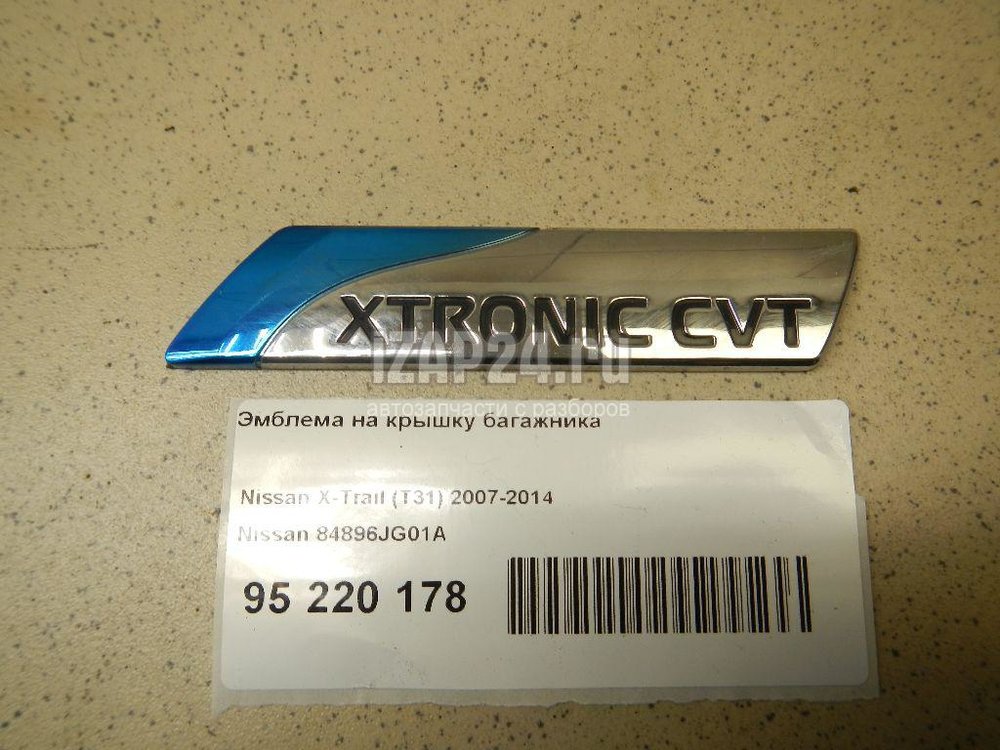 XTRONIC CVT
iZAP24.ru
автозапчасти с разборов
Эмблема на крышку багажника
Nissan X-Trail (T31) 2007-2014
Nissan 84896JG01A
95 220 178